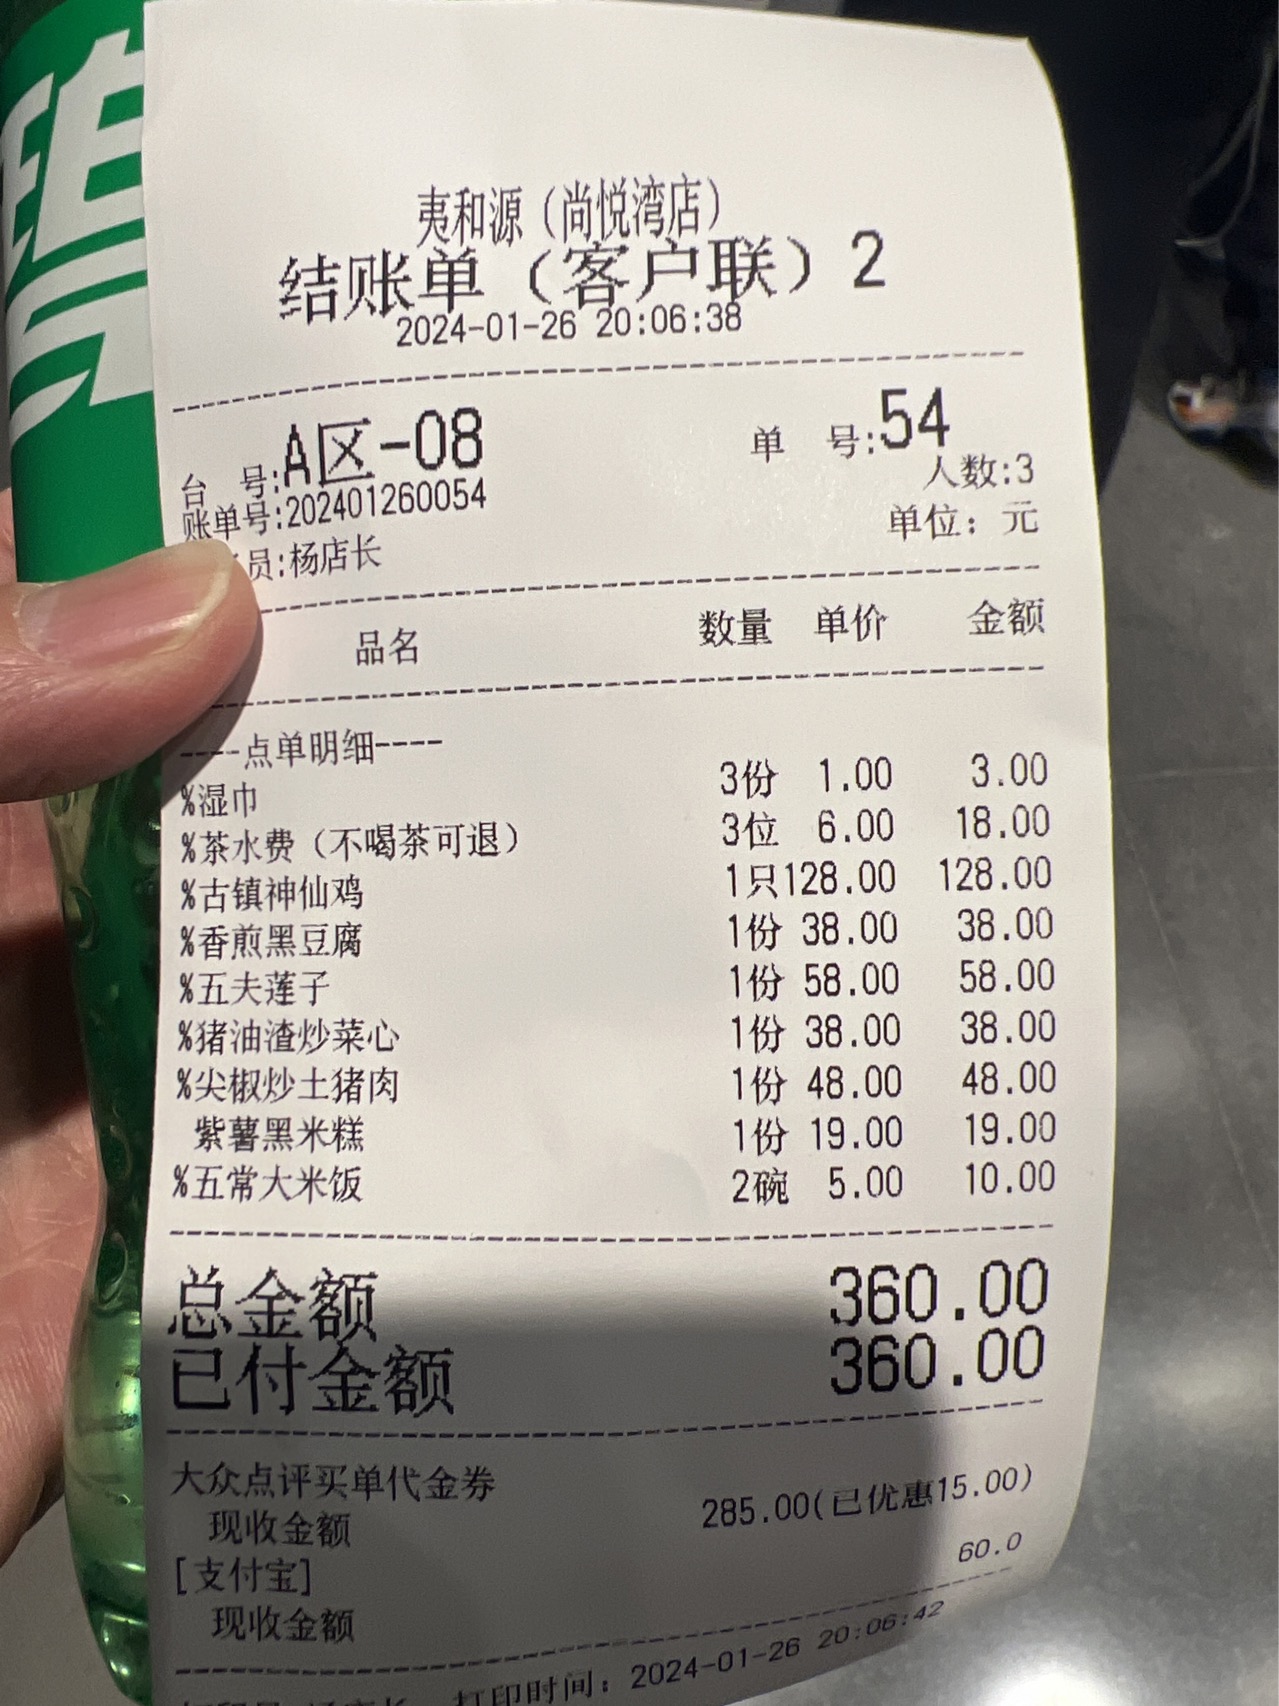 夷和源（尚悦湾店）
结账单（客户联）2
2024-01-26 20:06:38
台 号:A区-08 单 号:54
账单号:202401260054 人数:3
员:杨店长 单位：元
品名 数量 单价 金额
----点单明细----
%湿巾 3份 1.00 3.00
%茶水费（不喝茶可退） 3位 6.00 18.00
%古镇神仙鸡 1只128.00 128.00
%香煎黑豆腐 1份 38.00 38.00
%五夫莲子 1份 58.00 58.00
%猪油渣炒菜心 1份 38.00 38.00
%尖椒炒土猪肉 1份 48.00 48.00
紫薯黑米糕 1份 19.00 19.00
%五常大米饭 2碗 5.00 10.00
总金额 360.00
已付金额 360.00
大众点评买单代金券
现收金额 285.00(已优惠15.00)
[支付宝]
现收金额 60.0
打印时间：2024-01-26 20:06:42